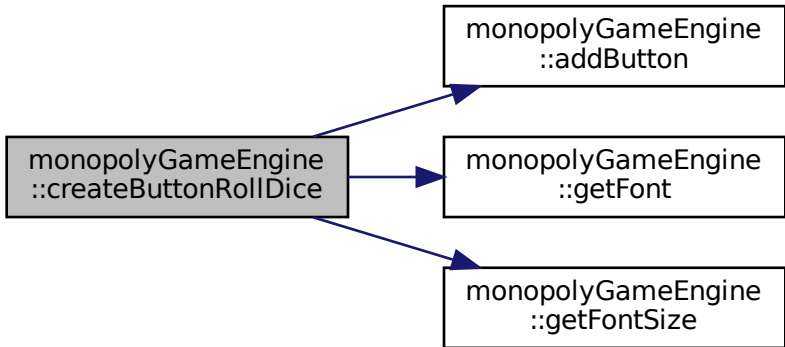 monopolyGameEngine
::addButton
monopolyGameEngine
::createButtonRollDice
monopolyGameEngine
::getFont
monopolyGameEngine
::getFontSize